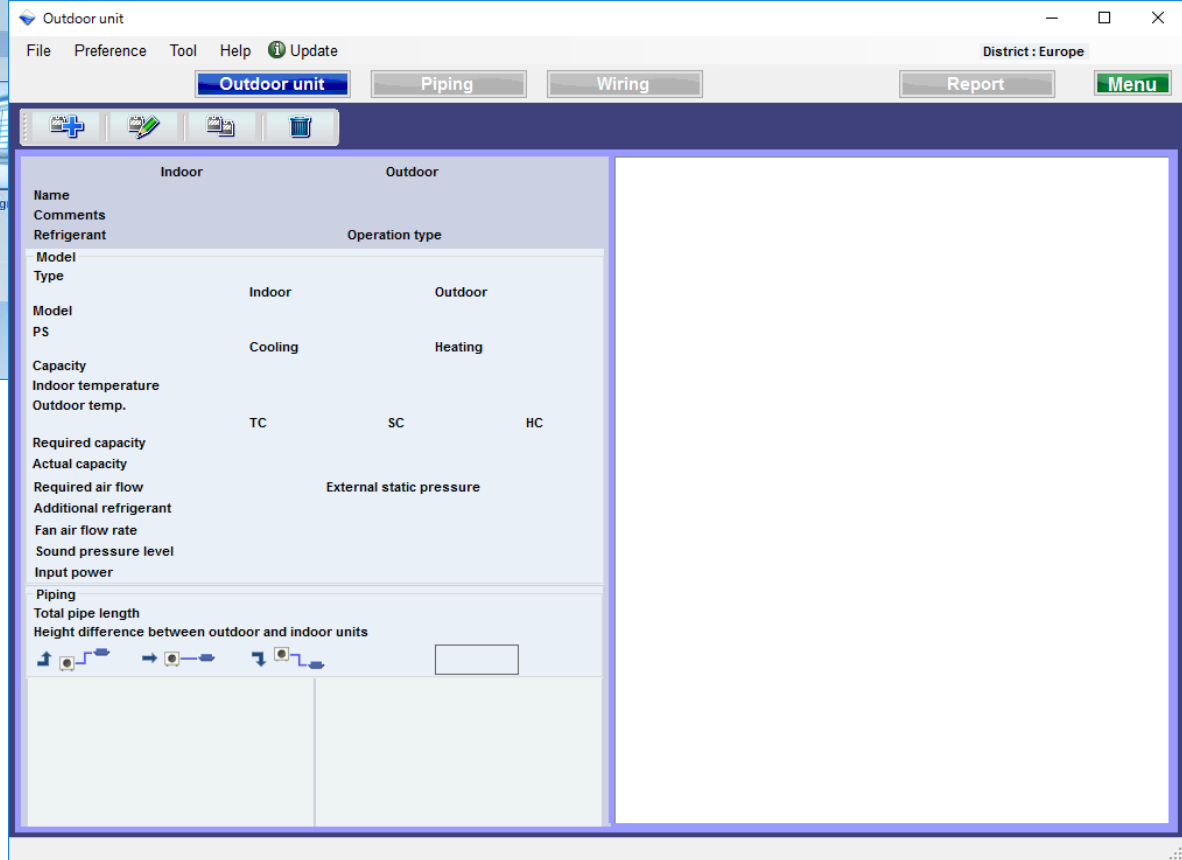 Outdoor unit
File Preference Tool Help Update
District : Europe
Outdoor unit Piping Wiring Report Menu
Indoor Outdoor
Name
Comments
Refrigerant Operation type
Model
Type
Indoor Outdoor
Model
PS
Cooling Heating
Capacity
Indoor temperature
Outdoor temp.
TC SC HC
Required capacity
Actual capacity
Required air flow External static pressure
Additional refrigerant
Fan air flow rate
Sound pressure level
Input power
Piping
Total pipe length
Height difference between outdoor and indoor units